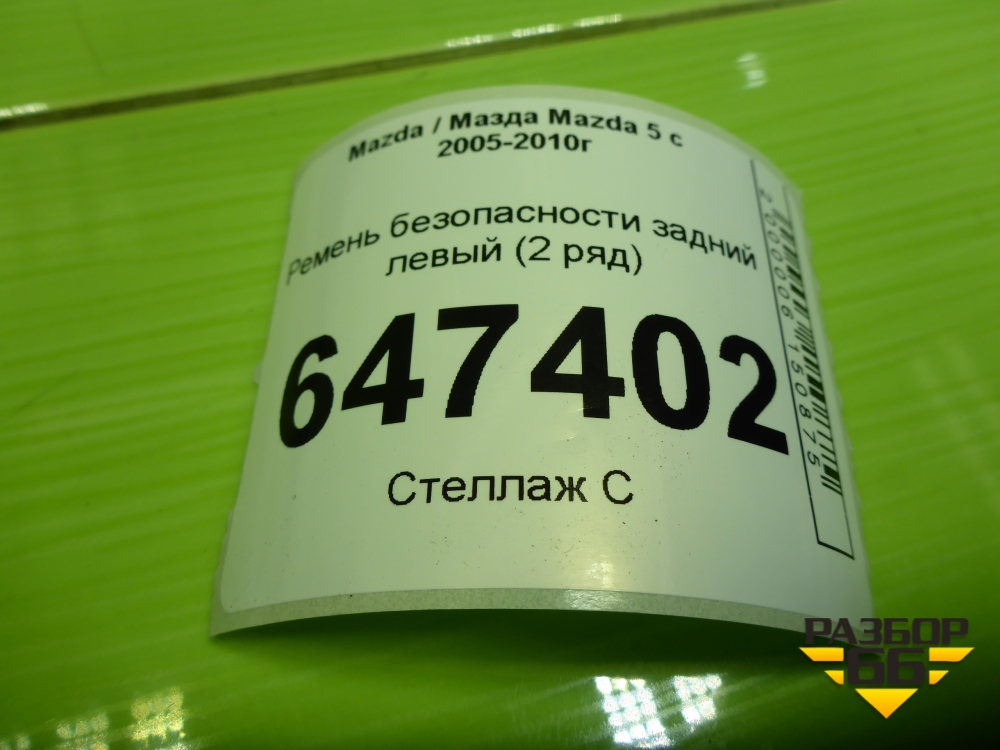 Mazda / Мазда Mazda 5 с
2005-2010г
Ремень безопасности задний
левый (2 ряд)
647402
Стеллаж С
2000006150875
РАЗБОР
66